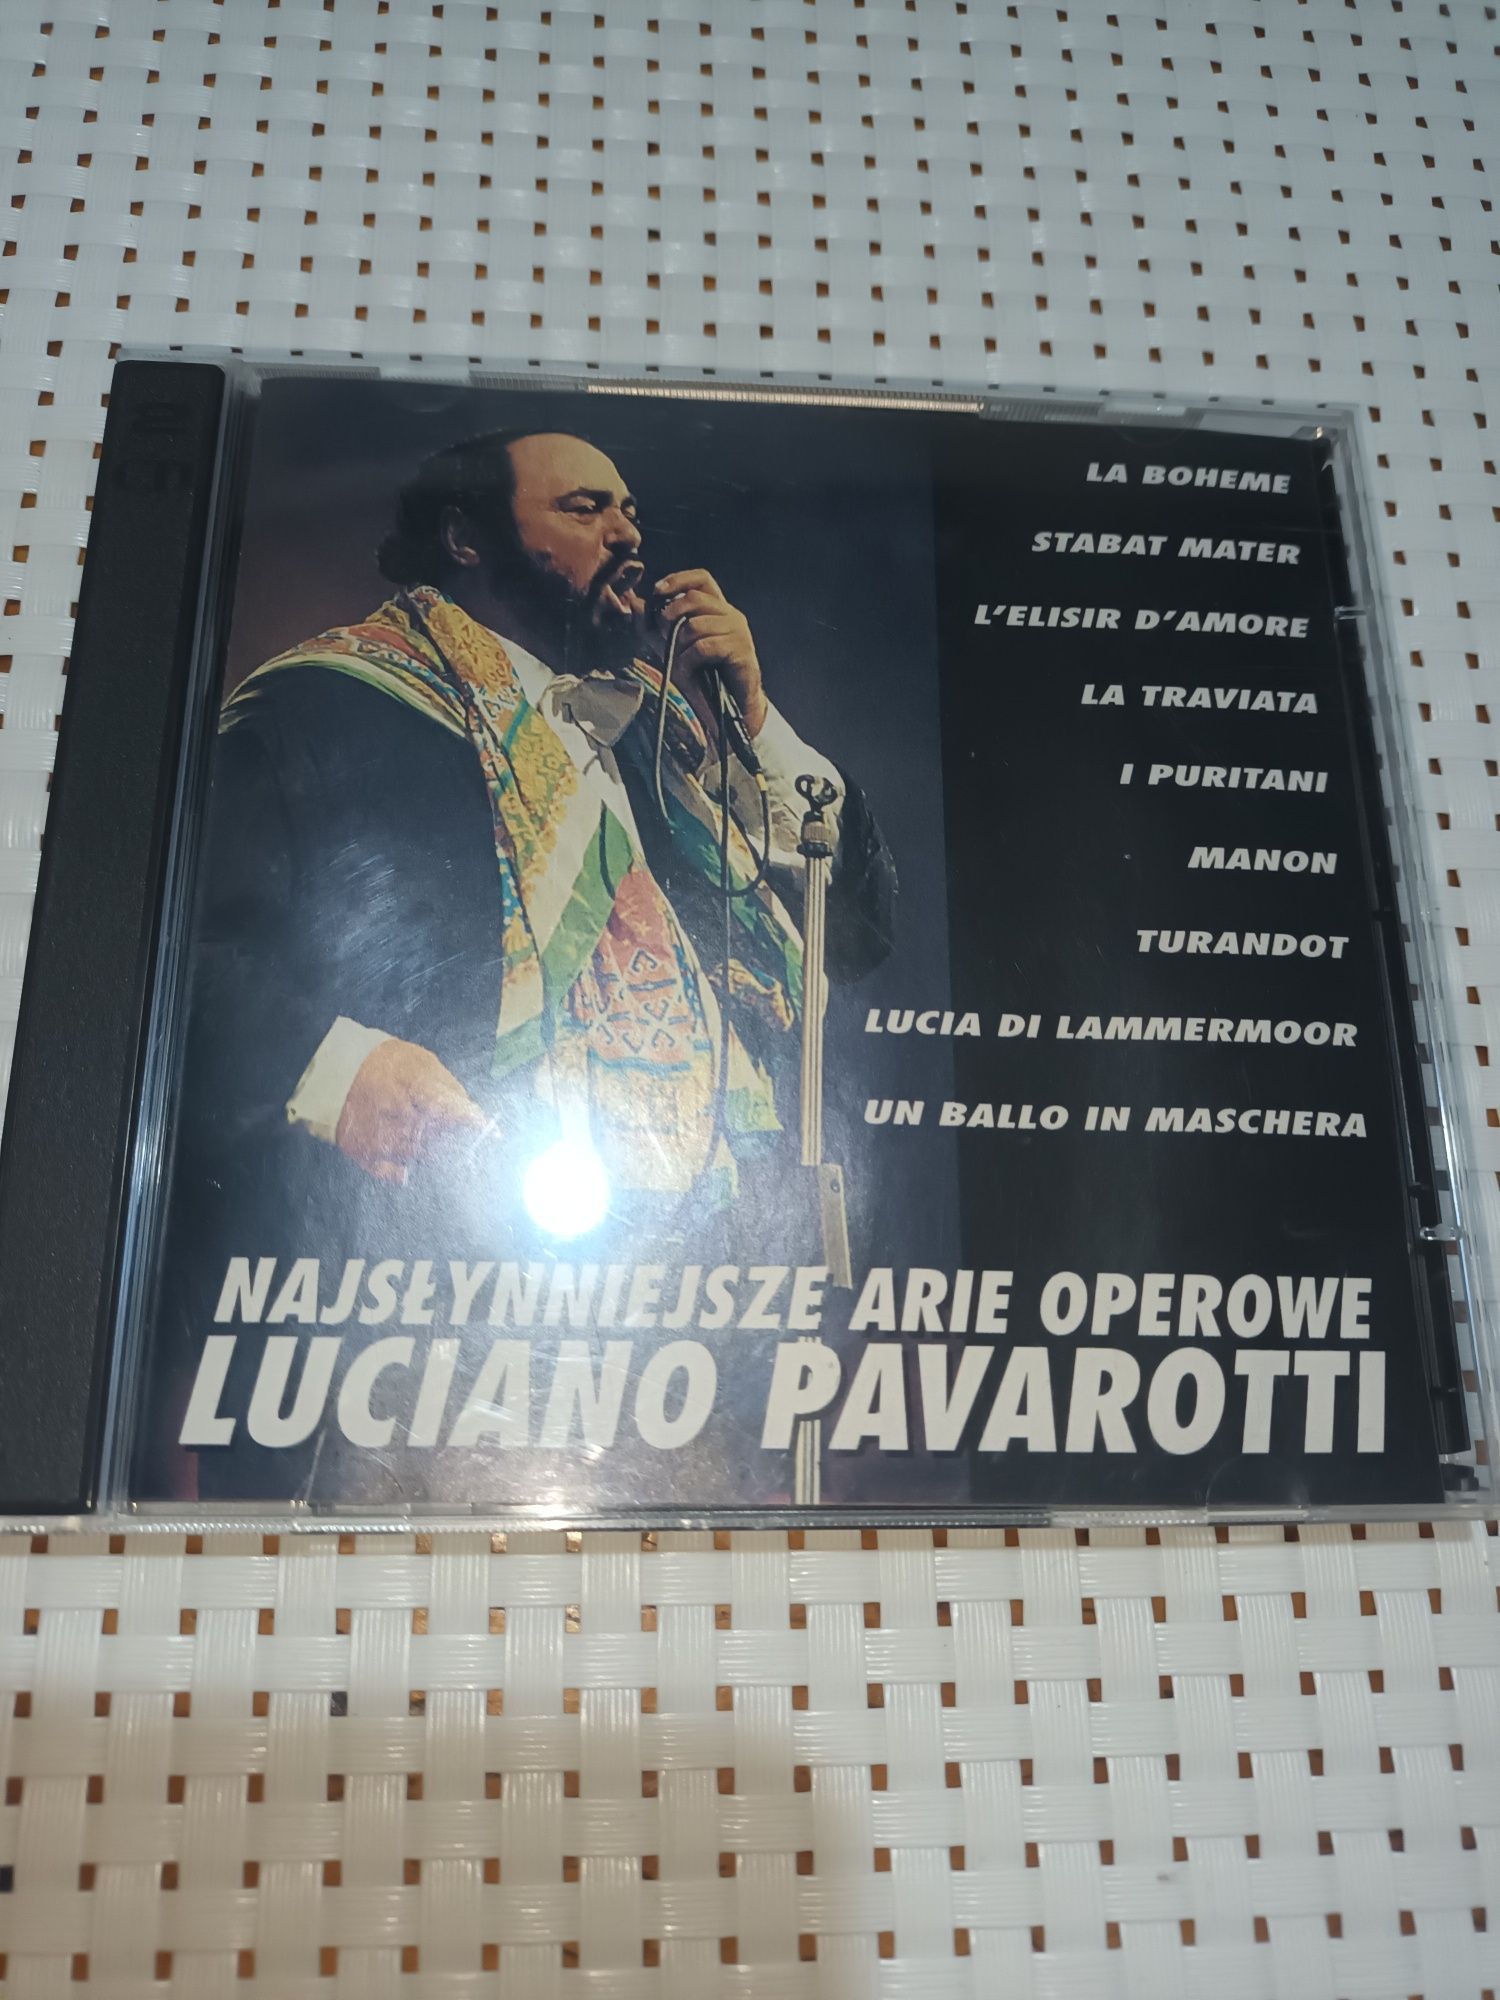 LA BOHEME
STABAT MATER
L'ELISIR D'AMORE
LA TRAVIATA
I PURITANI
MANON
TURANDOT
LUCIA DI LAMMERMOOR
UN BALLO IN MASCHERA
NAJSŁYNNIEJSZE ARIE OPEROWE
LUCIANO PAVAROTTI